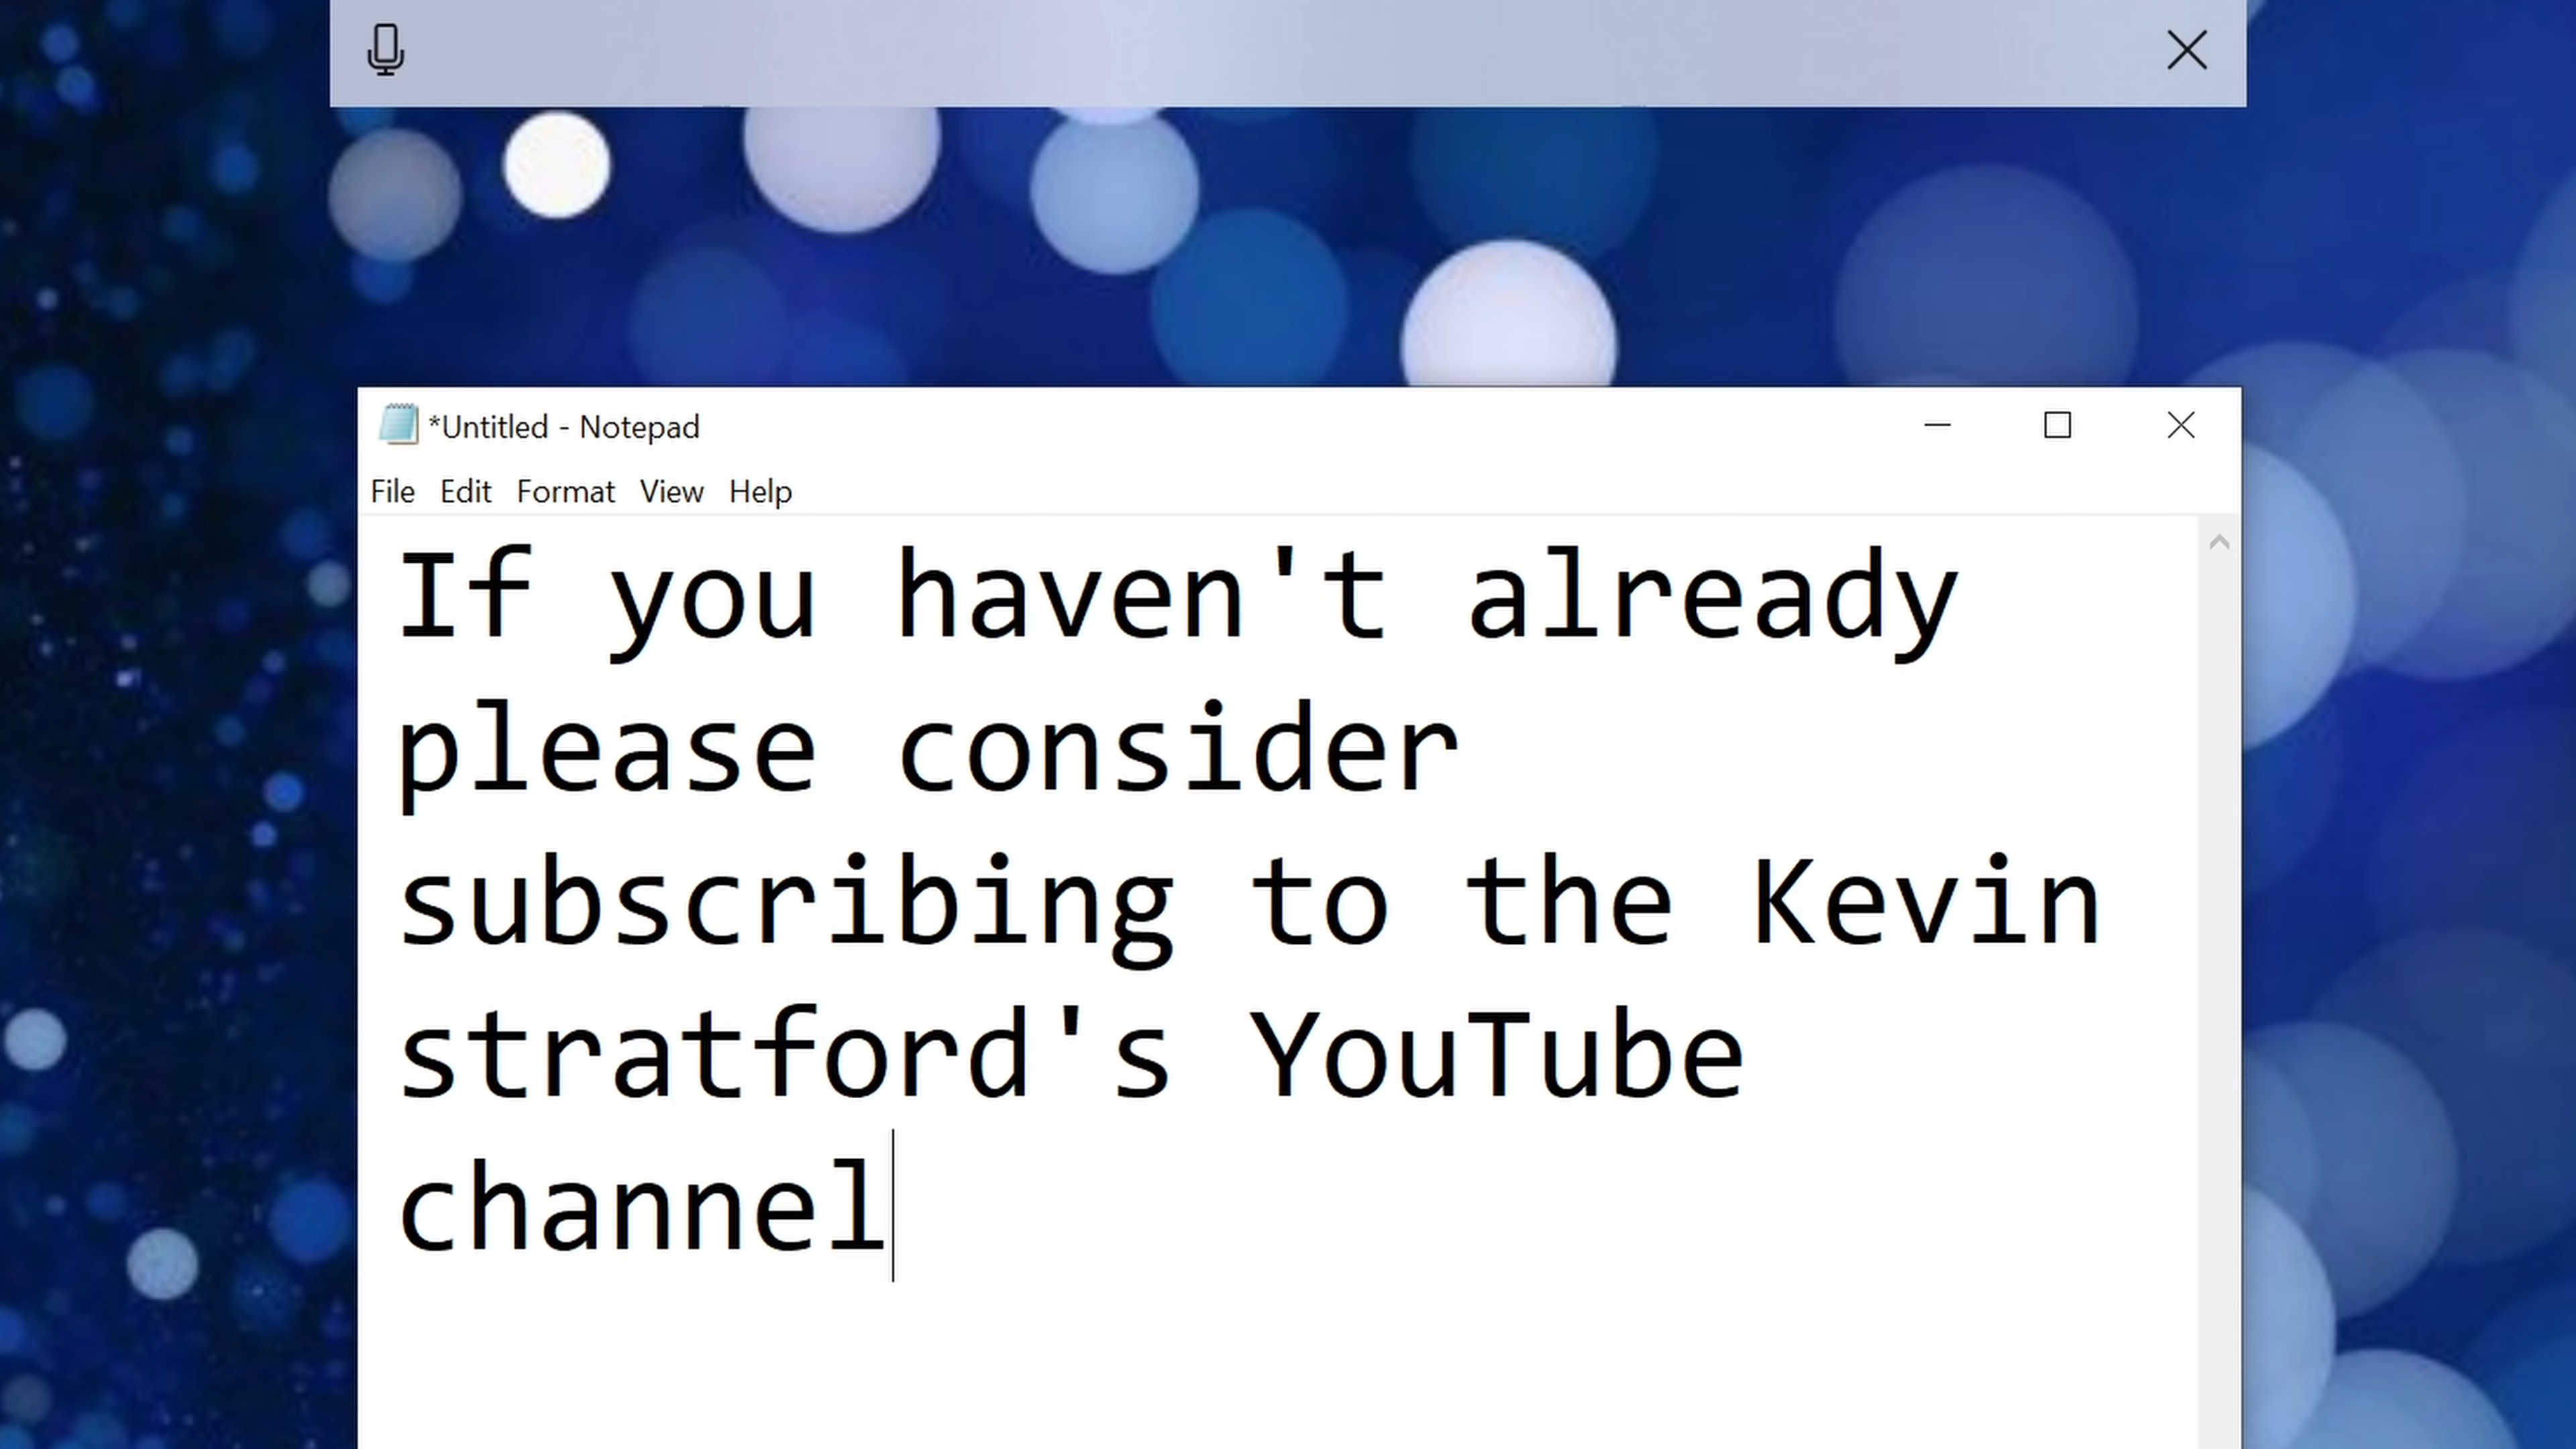 *Untitled - Notepad
File Edit Format View Help
If you haven't already
please consider
subscribing to the Kevin
stratford's YouTube
channel